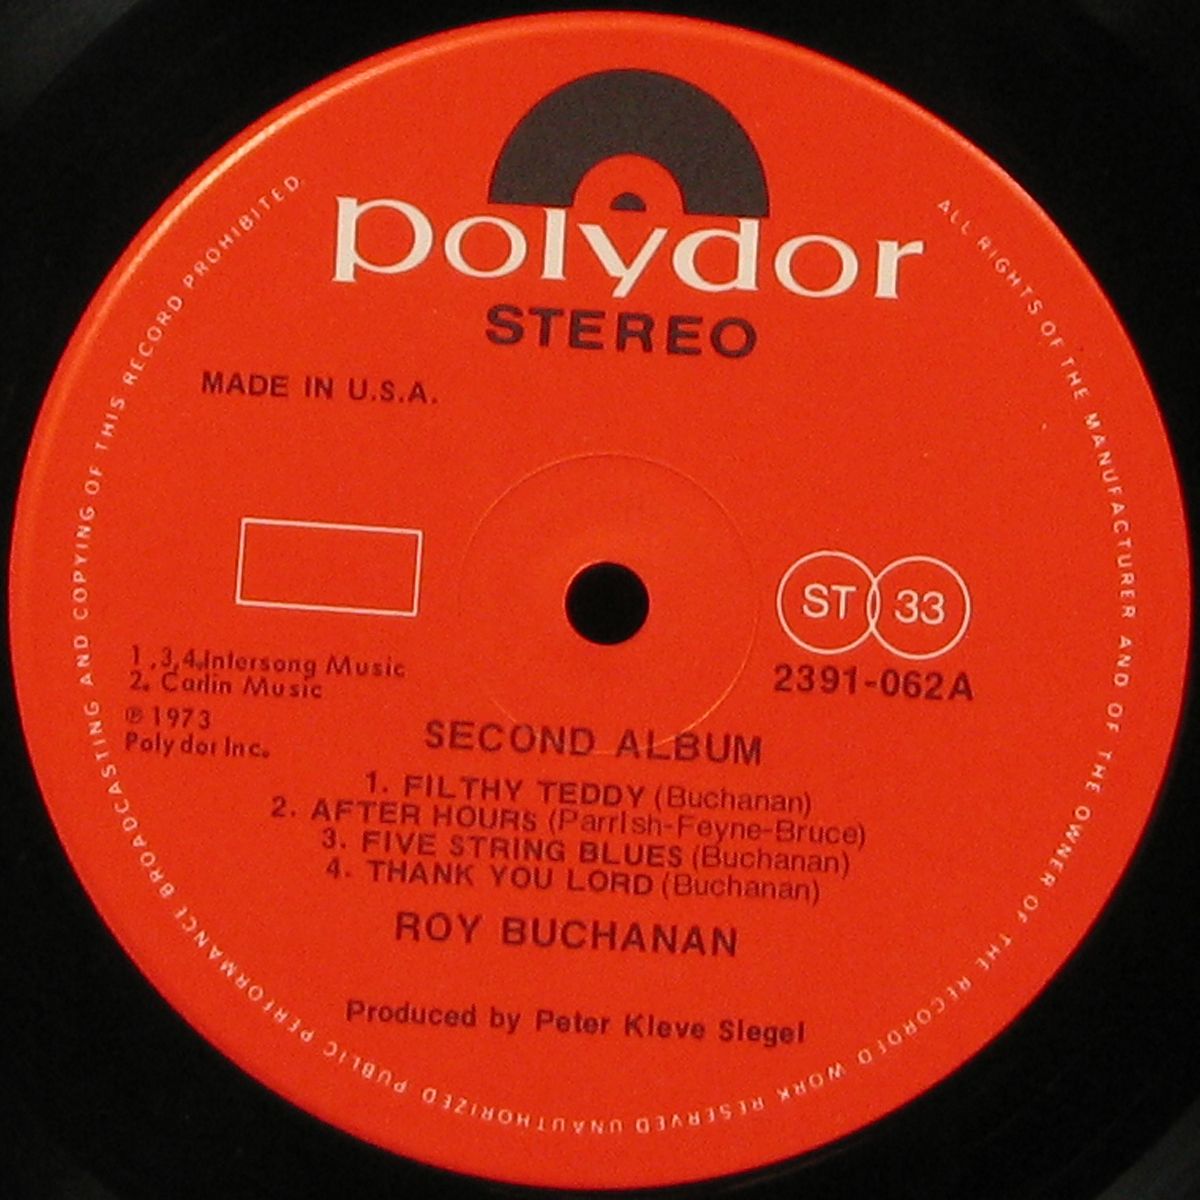 polydor
STEREO
MADE IN U.S.A.
ST 33
2391-062A
1,3,4.Intersong Music
2. Carlin Music
℗ 1973
Polydor Inc.
SECOND ALBUM
1. FILTHY TEDDY (Buchanan)
2. AFTER HOURS (Parrish-Feyne-Bruce)
3. FIVE STRING BLUES (Buchanan)
4. THANK YOU LORD (Buchanan)
ROY BUCHANAN
Produced by Peter Kleve Siegel
ALL RIGHTS OF THE MANUFACTURER AND OF THE OWNER OF THE RECORDED WORK RESERVED UNAUTHORIZED PUBLIC PERFORMANCE BROADCASTING AND COPYING OF THIS RECORD PROHIBITED